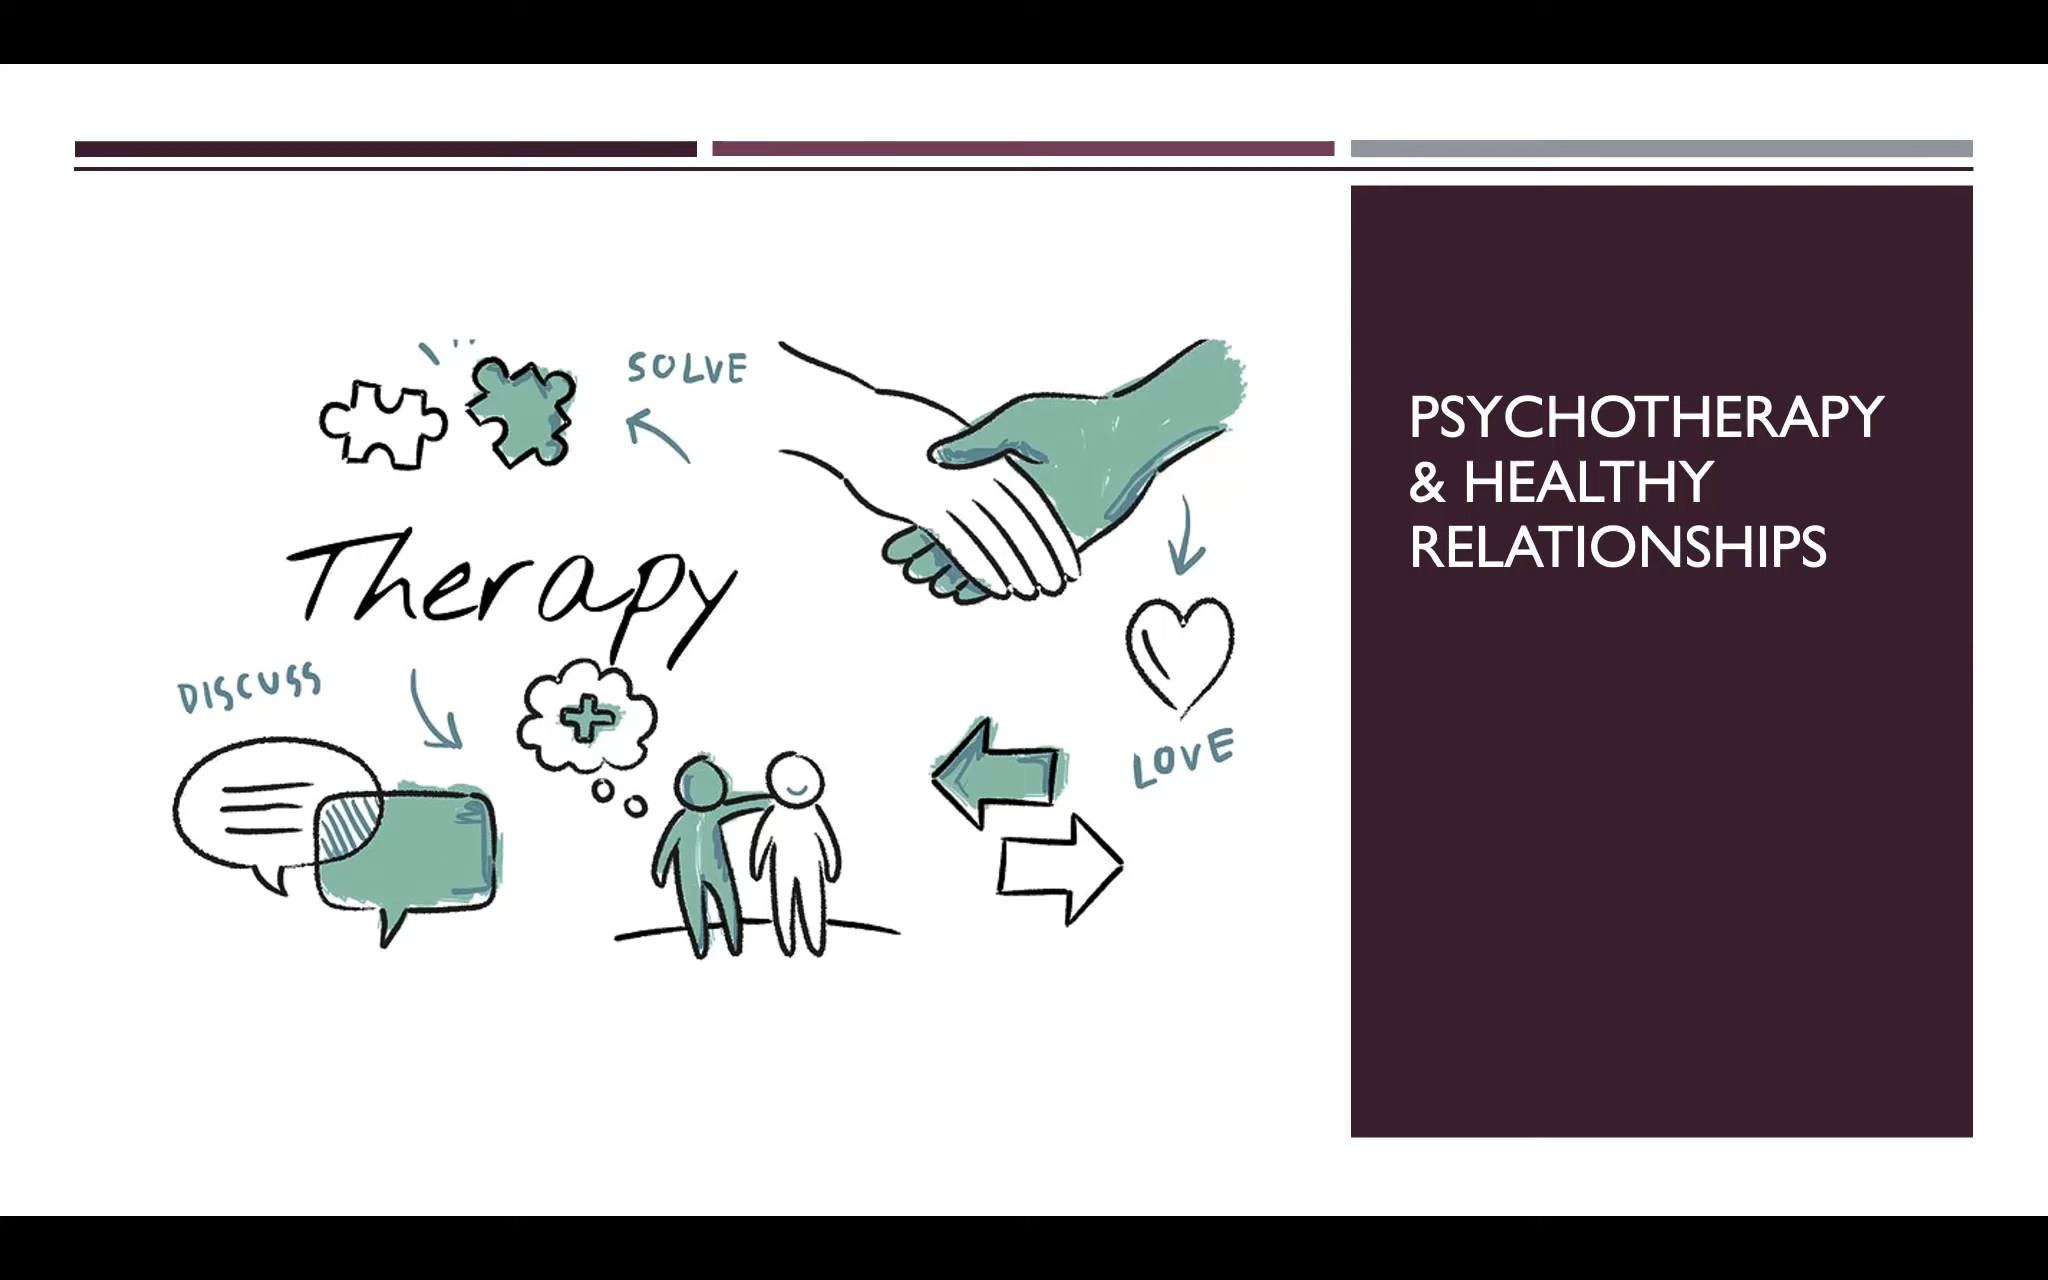 SOLVE
Therapy
DISCUSS
LOVE
PSYCHOTHERAPY
& HEALTHY
RELATIONSHIPS